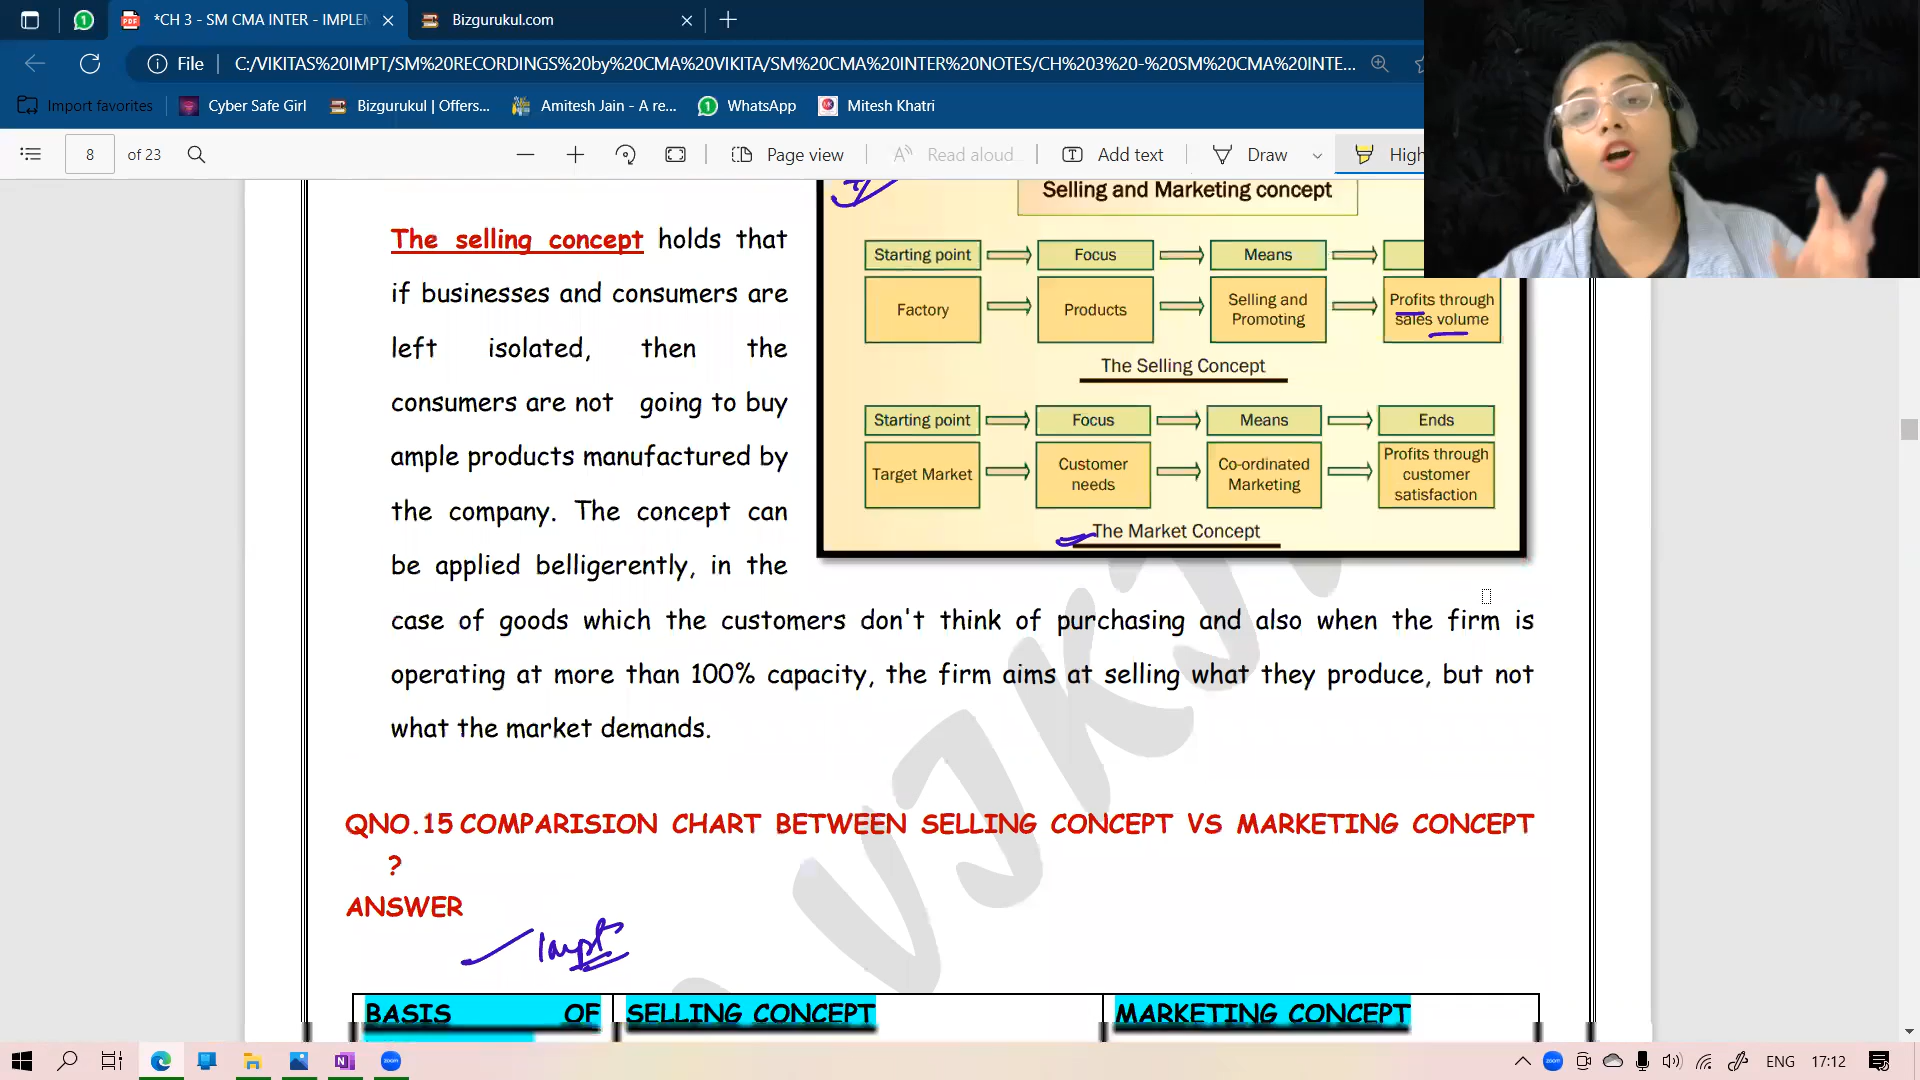 *CH 3 - SM CMA INTER - IMPLEM
Bizgurukul.com
File
C:/VIKITAS%20IMPT/SM%20RECORDINGS%20by%20CMA%20VIKITA/SM%20CMA%20INTER%20NOTES/CH%203%20-%20SM%20CMA%20INTE...
Import favorites
Cyber Safe Girl
Bizgurukul | Offers...
Amitesh Jain - A re...
WhatsApp
Mitesh Khatri
8 of 23
Page view
Read aloud
Add text
Draw
High
Selling and Marketing concept
Starting point Focus Means
Factory Products Selling and Promoting Profits through sales volume
The Selling Concept
Starting point Focus Means Ends
Target Market Customer needs Co-ordinated Marketing Profits through customer satisfaction
The Market Concept
The selling concept holds that
if businesses and consumers are
left isolated, then the
consumers are not going to buy
ample products manufactured by
the company. The concept can
be applied belligerently, in the
case of goods which the customers don't think of purchasing and also when the firm is
operating at more than 100% capacity, the firm aims at selling what they produce, but not
what the market demands.
QNO.15 COMPARISION CHART BETWEEN SELLING CONCEPT VS MARKETING CONCEPT
?
ANSWER
Impt
BASIS OF SELLING CONCEPT MARKETING CONCEPT
ENG 17:12